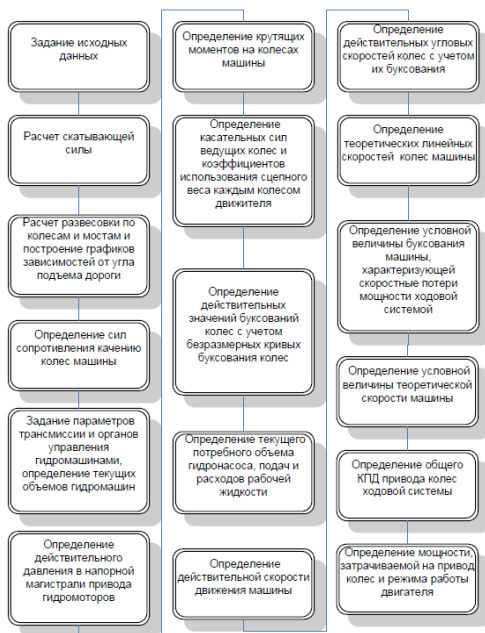 Задание исходных
данных
Расчет скатывающей
силы
Расчет развесовки по
колесам и мостам и
построение графиков
зависимостей от угла
подъема дороги
Определение сил
сопротивления качению
колес машины
Задание параметров
трансмиссии и органов
управления
гидромашинами,
определение текущих
объемов гидромашин
Определение
действительного
давления в напорной
магистрали привода
гидромоторов
Определение крутящих
моментов на колесах
машины
Определение
касательных сил
ведущих колес и
коэффициентов
использования сцепного
веса каждым колесом
движителя
Определение
действительных
значений буксований
колес с учетом
безразмерных кривых
буксования колес
Определение текущего
потребного объема
гидронасоса, подач и
расходов рабочей
жидкости
Определение
действительной скорости
движения машины
Определение
действительных угловых
скоростей колес с учетом
их буксования
Определение
теоретических линейных
скоростей колес машины
Определение условной
величины буксования
машины,
характеризующей
скоростные потери
мощности ходовой
системой
Определение условной
величины теоретической
скорости машины
Определение общего
КПД привода колес
ходовой системы
Определение мощности,
затрачиваемой на привод
колес и режима работы
двигателя